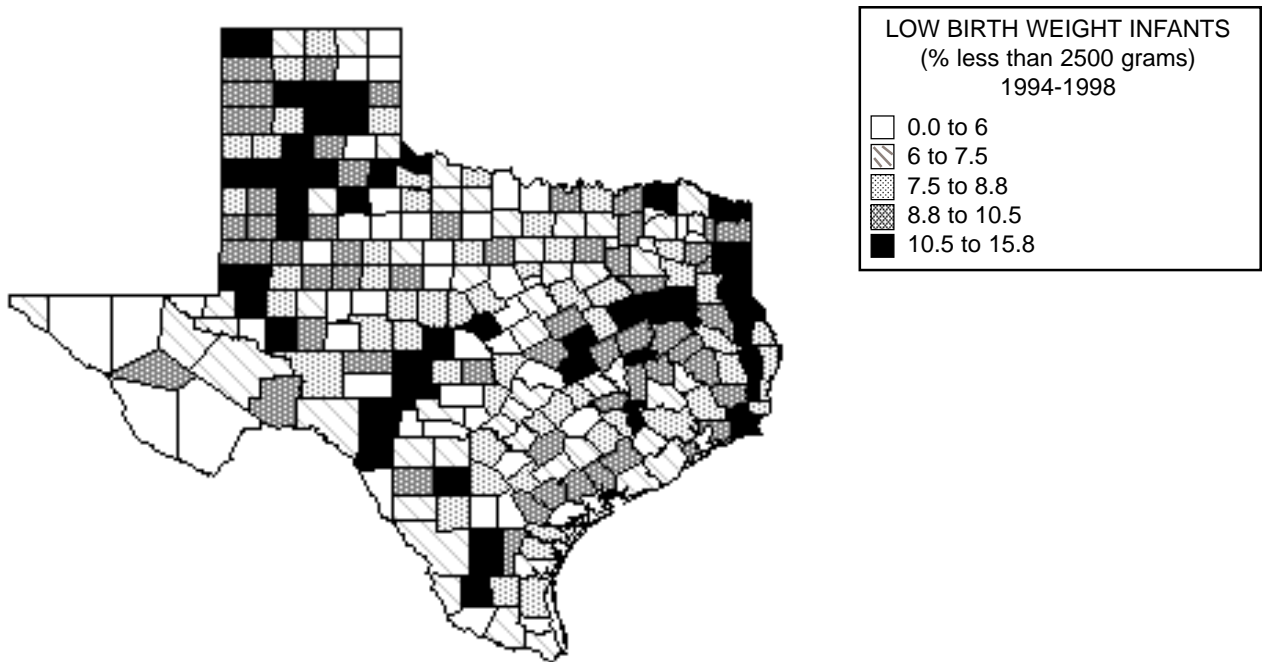 LOW BIRTH WEIGHT INFANTS
(% less than 2500 grams)
1994-1998
0.0 to 6
6 to 7.5
7.5 to 8.8
8.8 to 10.5
10.5 to 15.8